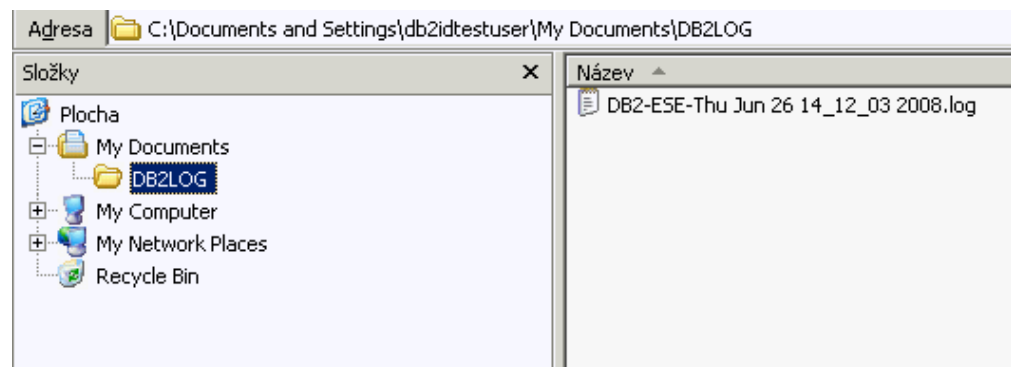 Adresa C:\Documents and Settings\db2idtestuser\My Documents\DB2LOG
Složky
Název
Plocha
DB2-ESE-Thu Jun 26 14_12_03 2008.log
My Documents
DB2LOG
My Computer
My Network Places
Recycle Bin